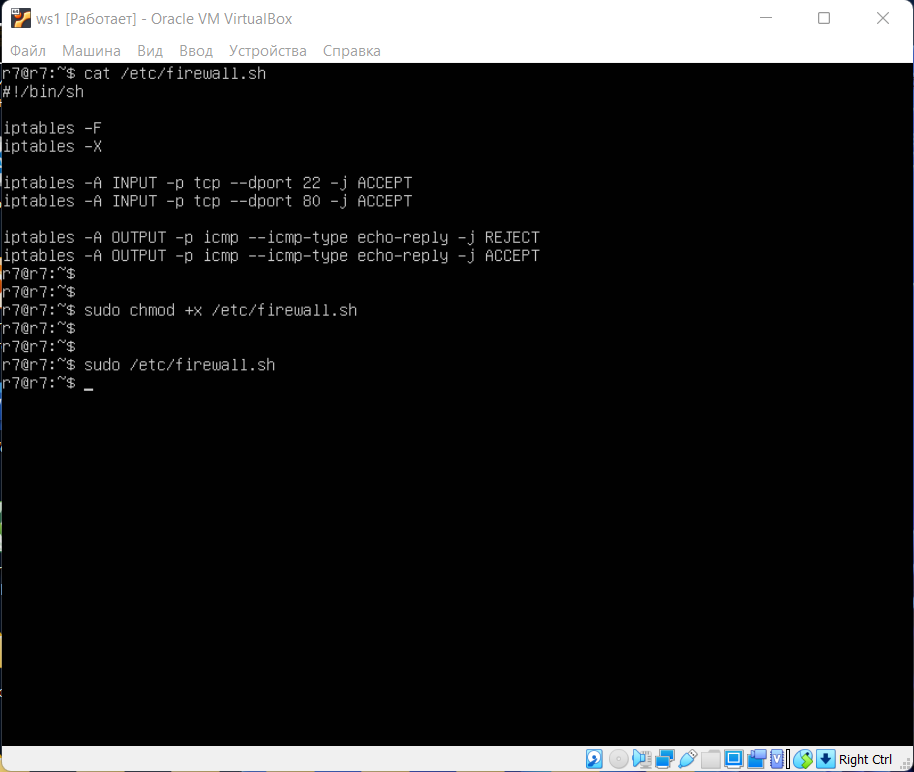 ws1 [Работает] - Oracle VM VirtualBox
Файл Машина Вид Ввод Устройства Справка
r7@r7:~$ cat /etc/firewall.sh
#!/bin/sh
iptables -F
iptables -X
iptables -A INPUT -p tcp --dport 22 -j ACCEPT
iptables -A INPUT -p tcp --dport 80 -j ACCEPT
iptables -A OUTPUT -p icmp --icmp-type echo-reply -j REJECT
iptables -A OUTPUT -p icmp --icmp-type echo-reply -j ACCEPT
r7@r7:~$
r7@r7:~$
r7@r7:~$ sudo chmod +x /etc/firewall.sh
r7@r7:~$
r7@r7:~$
r7@r7:~$ sudo /etc/firewall.sh
r7@r7:~$ _
Right Ctrl